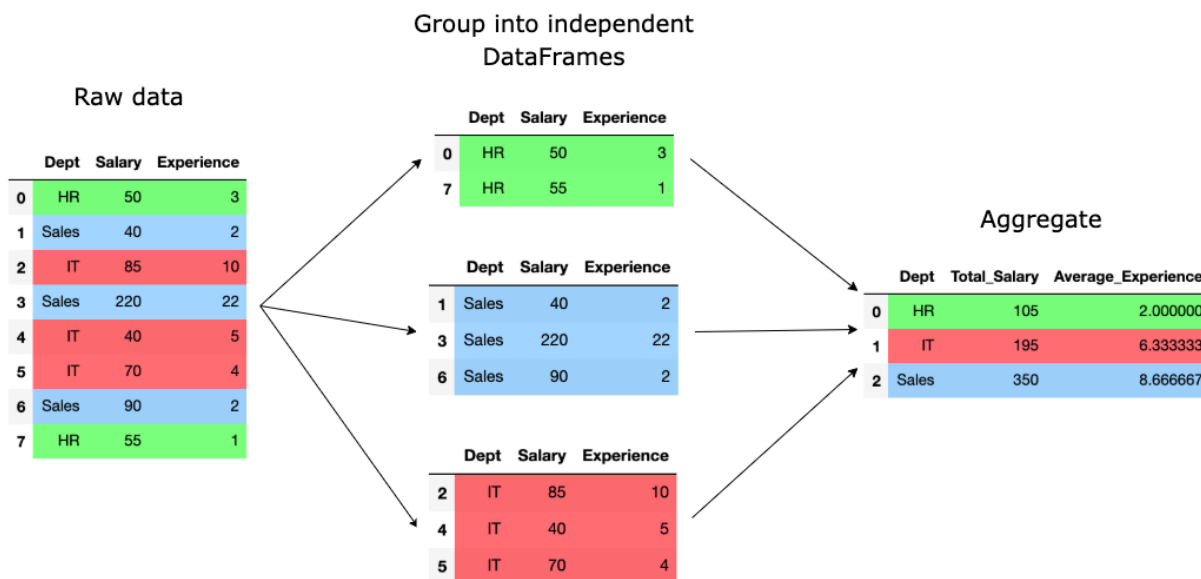 Raw data
Dept Salary Experience
0 HR 50 3
1 Sales 40 2
2 IT 85 10
3 Sales 220 22
4 IT 40 5
5 IT 70 4
6 Sales 90 2
7 HR 55 1
Group into independent
DataFrames
Dept Salary Experience
0 HR 50 3
7 HR 55 1
Dept Salary Experience
1 Sales 40 2
3 Sales 220 22
6 Sales 90 2
Dept Salary Experience
2 IT 85 10
4 IT 40 5
5 IT 70 4
Aggregate
Dept Total_Salary Average_Experience
0 HR 105 2.000000
1 IT 195 6.333333
2 Sales 350 8.666667